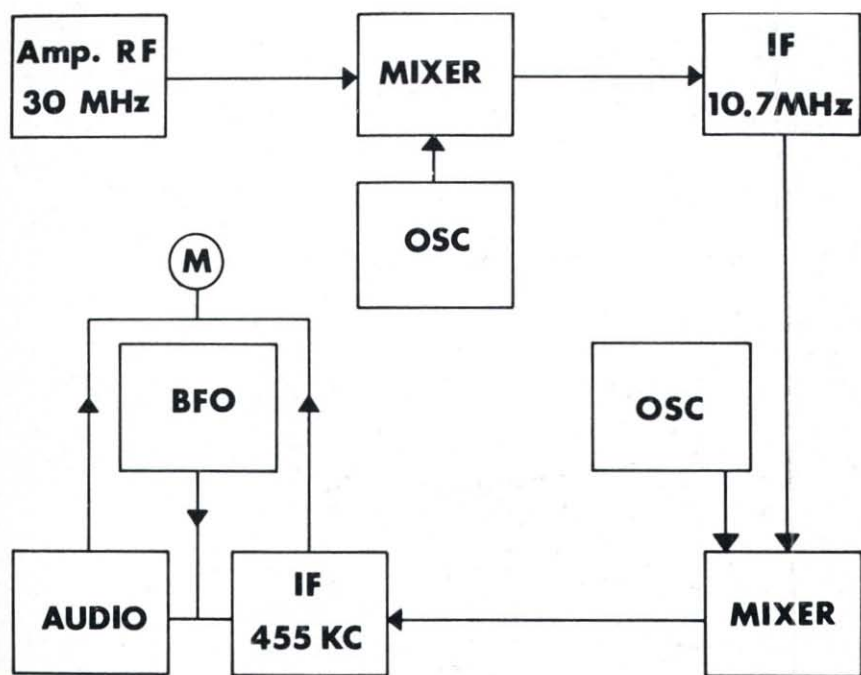 Amp. RF
30 MHz
MIXER
IF
10.7MHz
OSC
M
BFO
OSC
AUDIO
IF
455 KC
MIXER